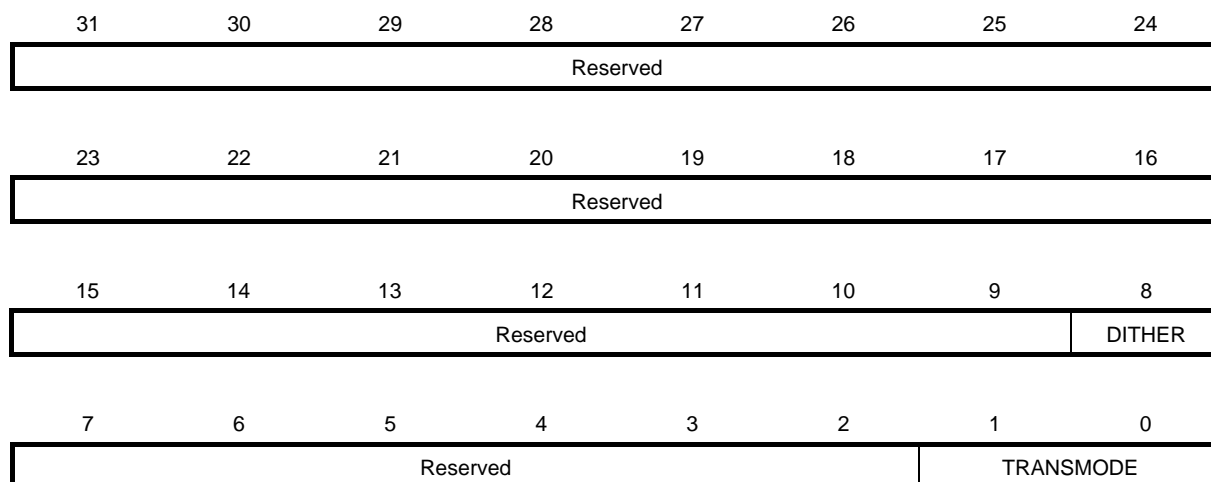 31 30 29 28 27 26 25 24
Reserved
23 22 21 20 19 18 17 16
Reserved
15 14 13 12 11 10 9 8
Reserved DITHER
7 6 5 4 3 2 1 0
Reserved TRANSMODE